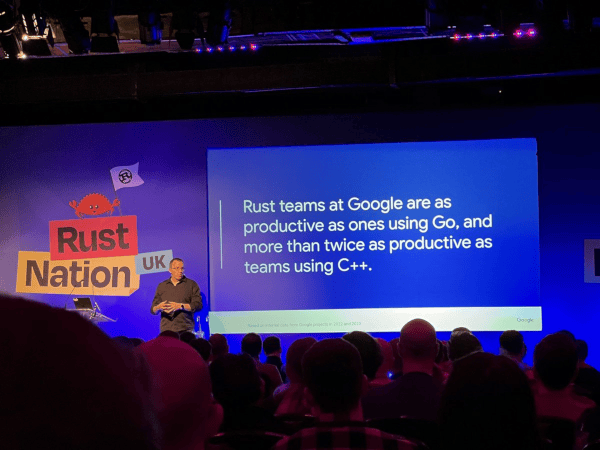 Rust
Nation
UK
Rust teams at Google are as
productive as ones using Go, and
more than twice as productive as
teams using C++.
Google